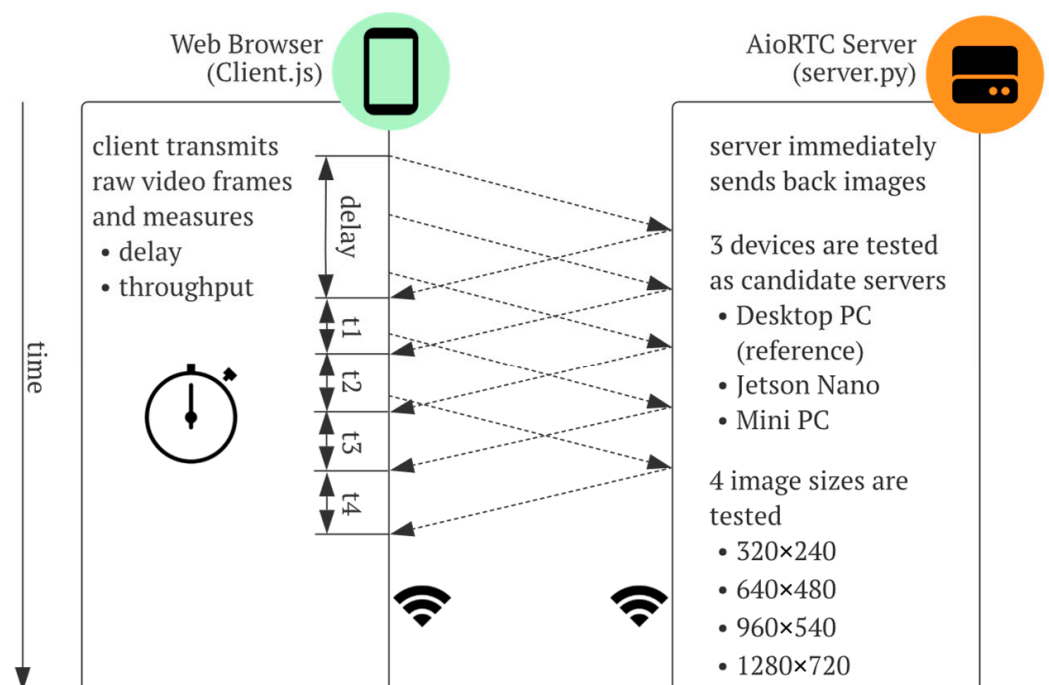 Web Browser
(Client.js)
AioRTC Server
(server.py)
client transmits
raw video frames
and measures
• delay
• throughput
time
delay
t1
t2
t3
t4
server immediately
sends back images
3 devices are tested
as candidate servers
• Desktop PC
(reference)
• Jetson Nano
• Mini PC
4 image sizes are
tested
• 320×240
• 640×480
• 960×540
• 1280×720